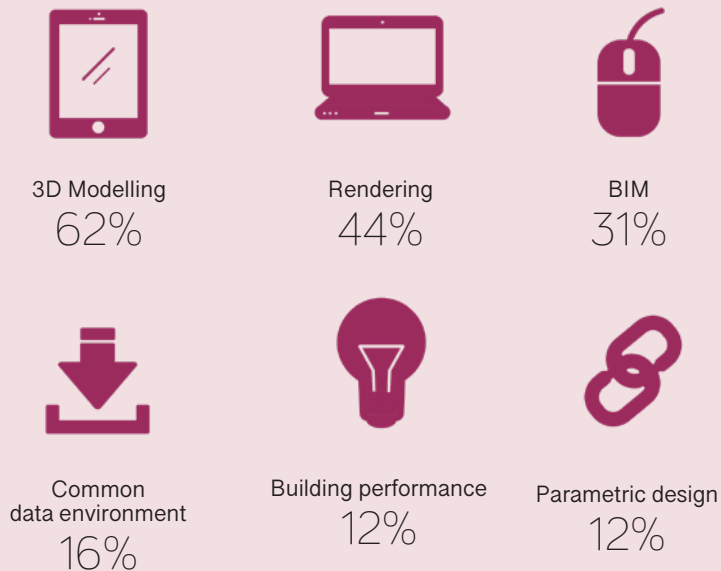 3D Modelling
62%
Rendering
44%
BIM
31%
Common
data environment
16%
Building performance
12%
Parametric design
12%